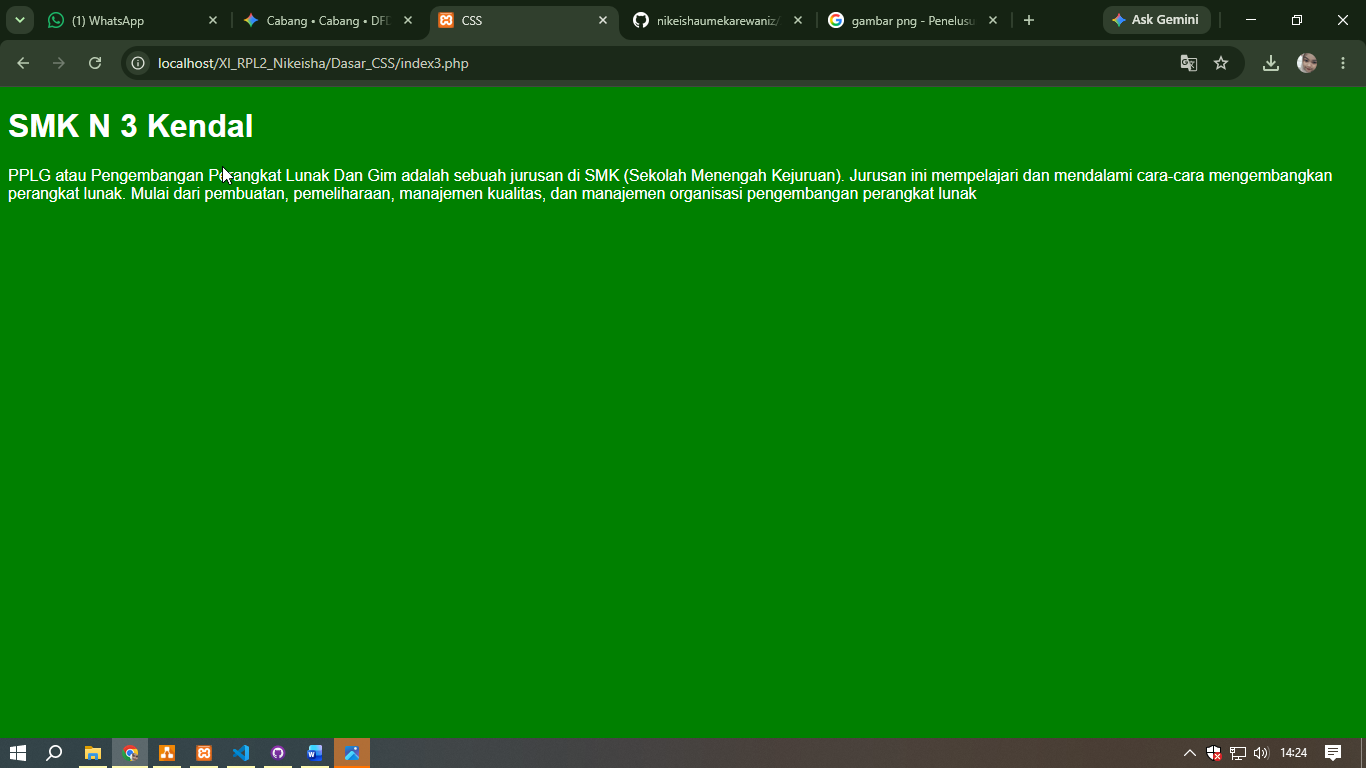 (1) WhatsApp
Cabang • Cabang • DFD
CSS
nikeishaumekarewaniz/
gambar png - Penelusu
Ask Gemini
localhost/XI_RPL2_Nikeisha/Dasar_CSS/index3.php
SMK N 3 Kendal
PPLG atau Pengembangan Perangkat Lunak Dan Gim adalah sebuah jurusan di SMK (Sekolah Menengah Kejuruan). Jurusan ini mempelajari dan mendalami cara-cara mengembangkan
perangkat lunak. Mulai dari pembuatan, pemeliharaan, manajemen kualitas, dan manajemen organisasi pengembangan perangkat lunak
14:24